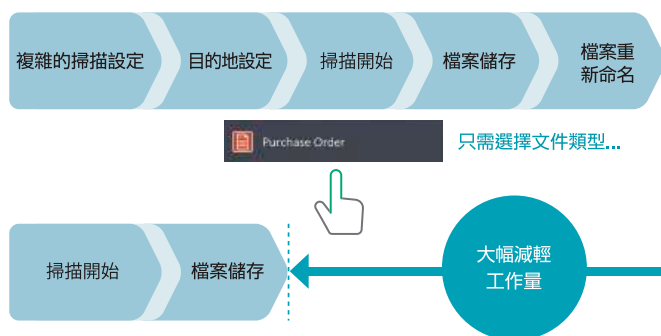 複雜的掃描設定
目的地設定
掃描開始
檔案儲存
檔案重
新命名
Purchase Order
只需選擇文件類型...
掃描開始
檔案儲存
大幅減輕
工作量